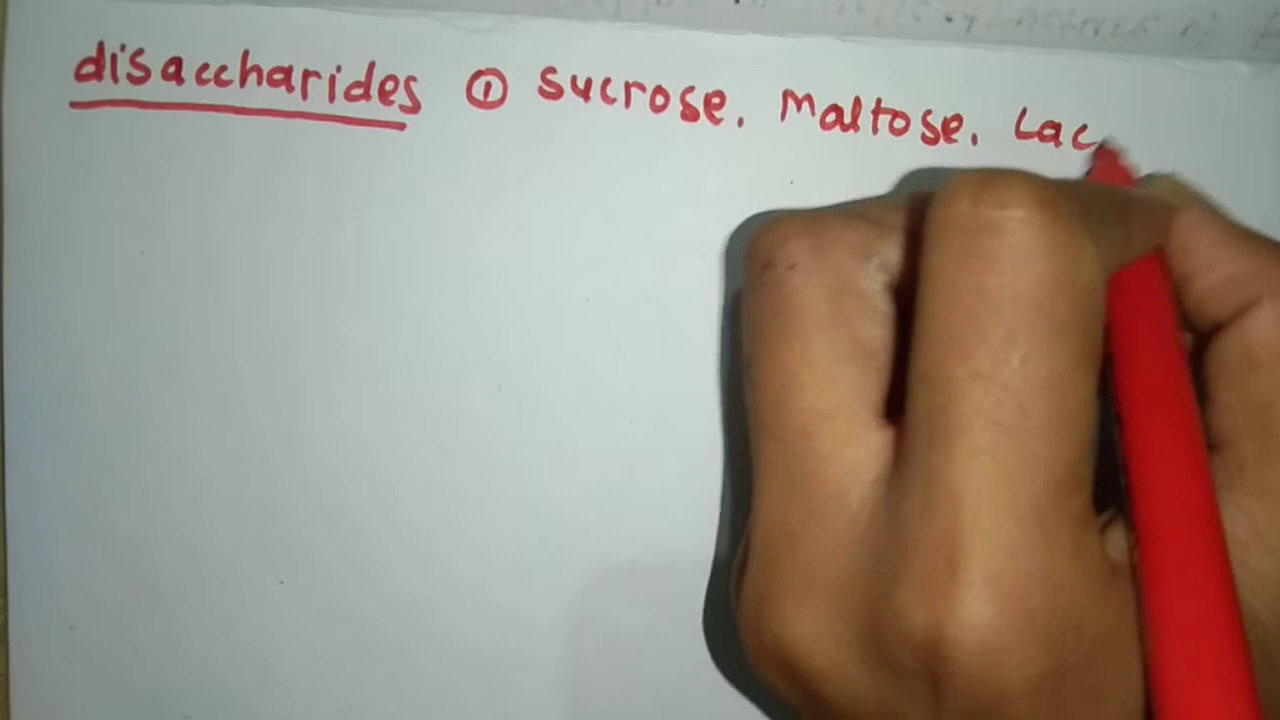 disaccharides ① sucrose, Maltose, Lac